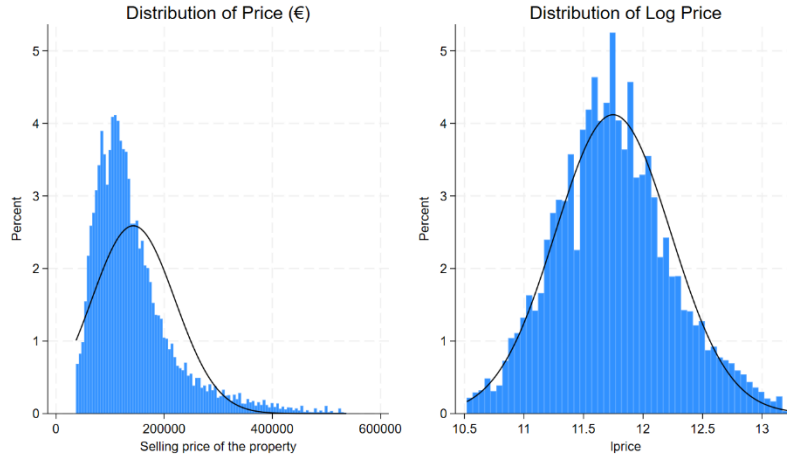 Distribution of Price (€)
5
4
3
2
1
0
Percent
0 200000 400000 600000
Selling price of the property
Distribution of Log Price
5
4
3
2
1
0
Percent
10.5 11 11.5 12 12.5 13
lprice